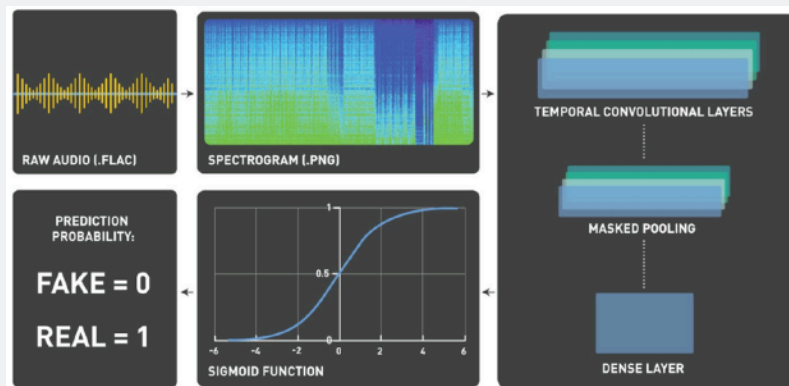 RAW AUDIO (.FLAC)
SPECTROGRAM (.PNG)
TEMPORAL CONVOLUTIONAL LAYERS
MASKED POOLING
DENSE LAYER
1
0.5
-6 -4 -2 0 2 4 6
SIGMOID FUNCTION
PREDICTION
PROBABILITY:
FAKE = 0
REAL = 1